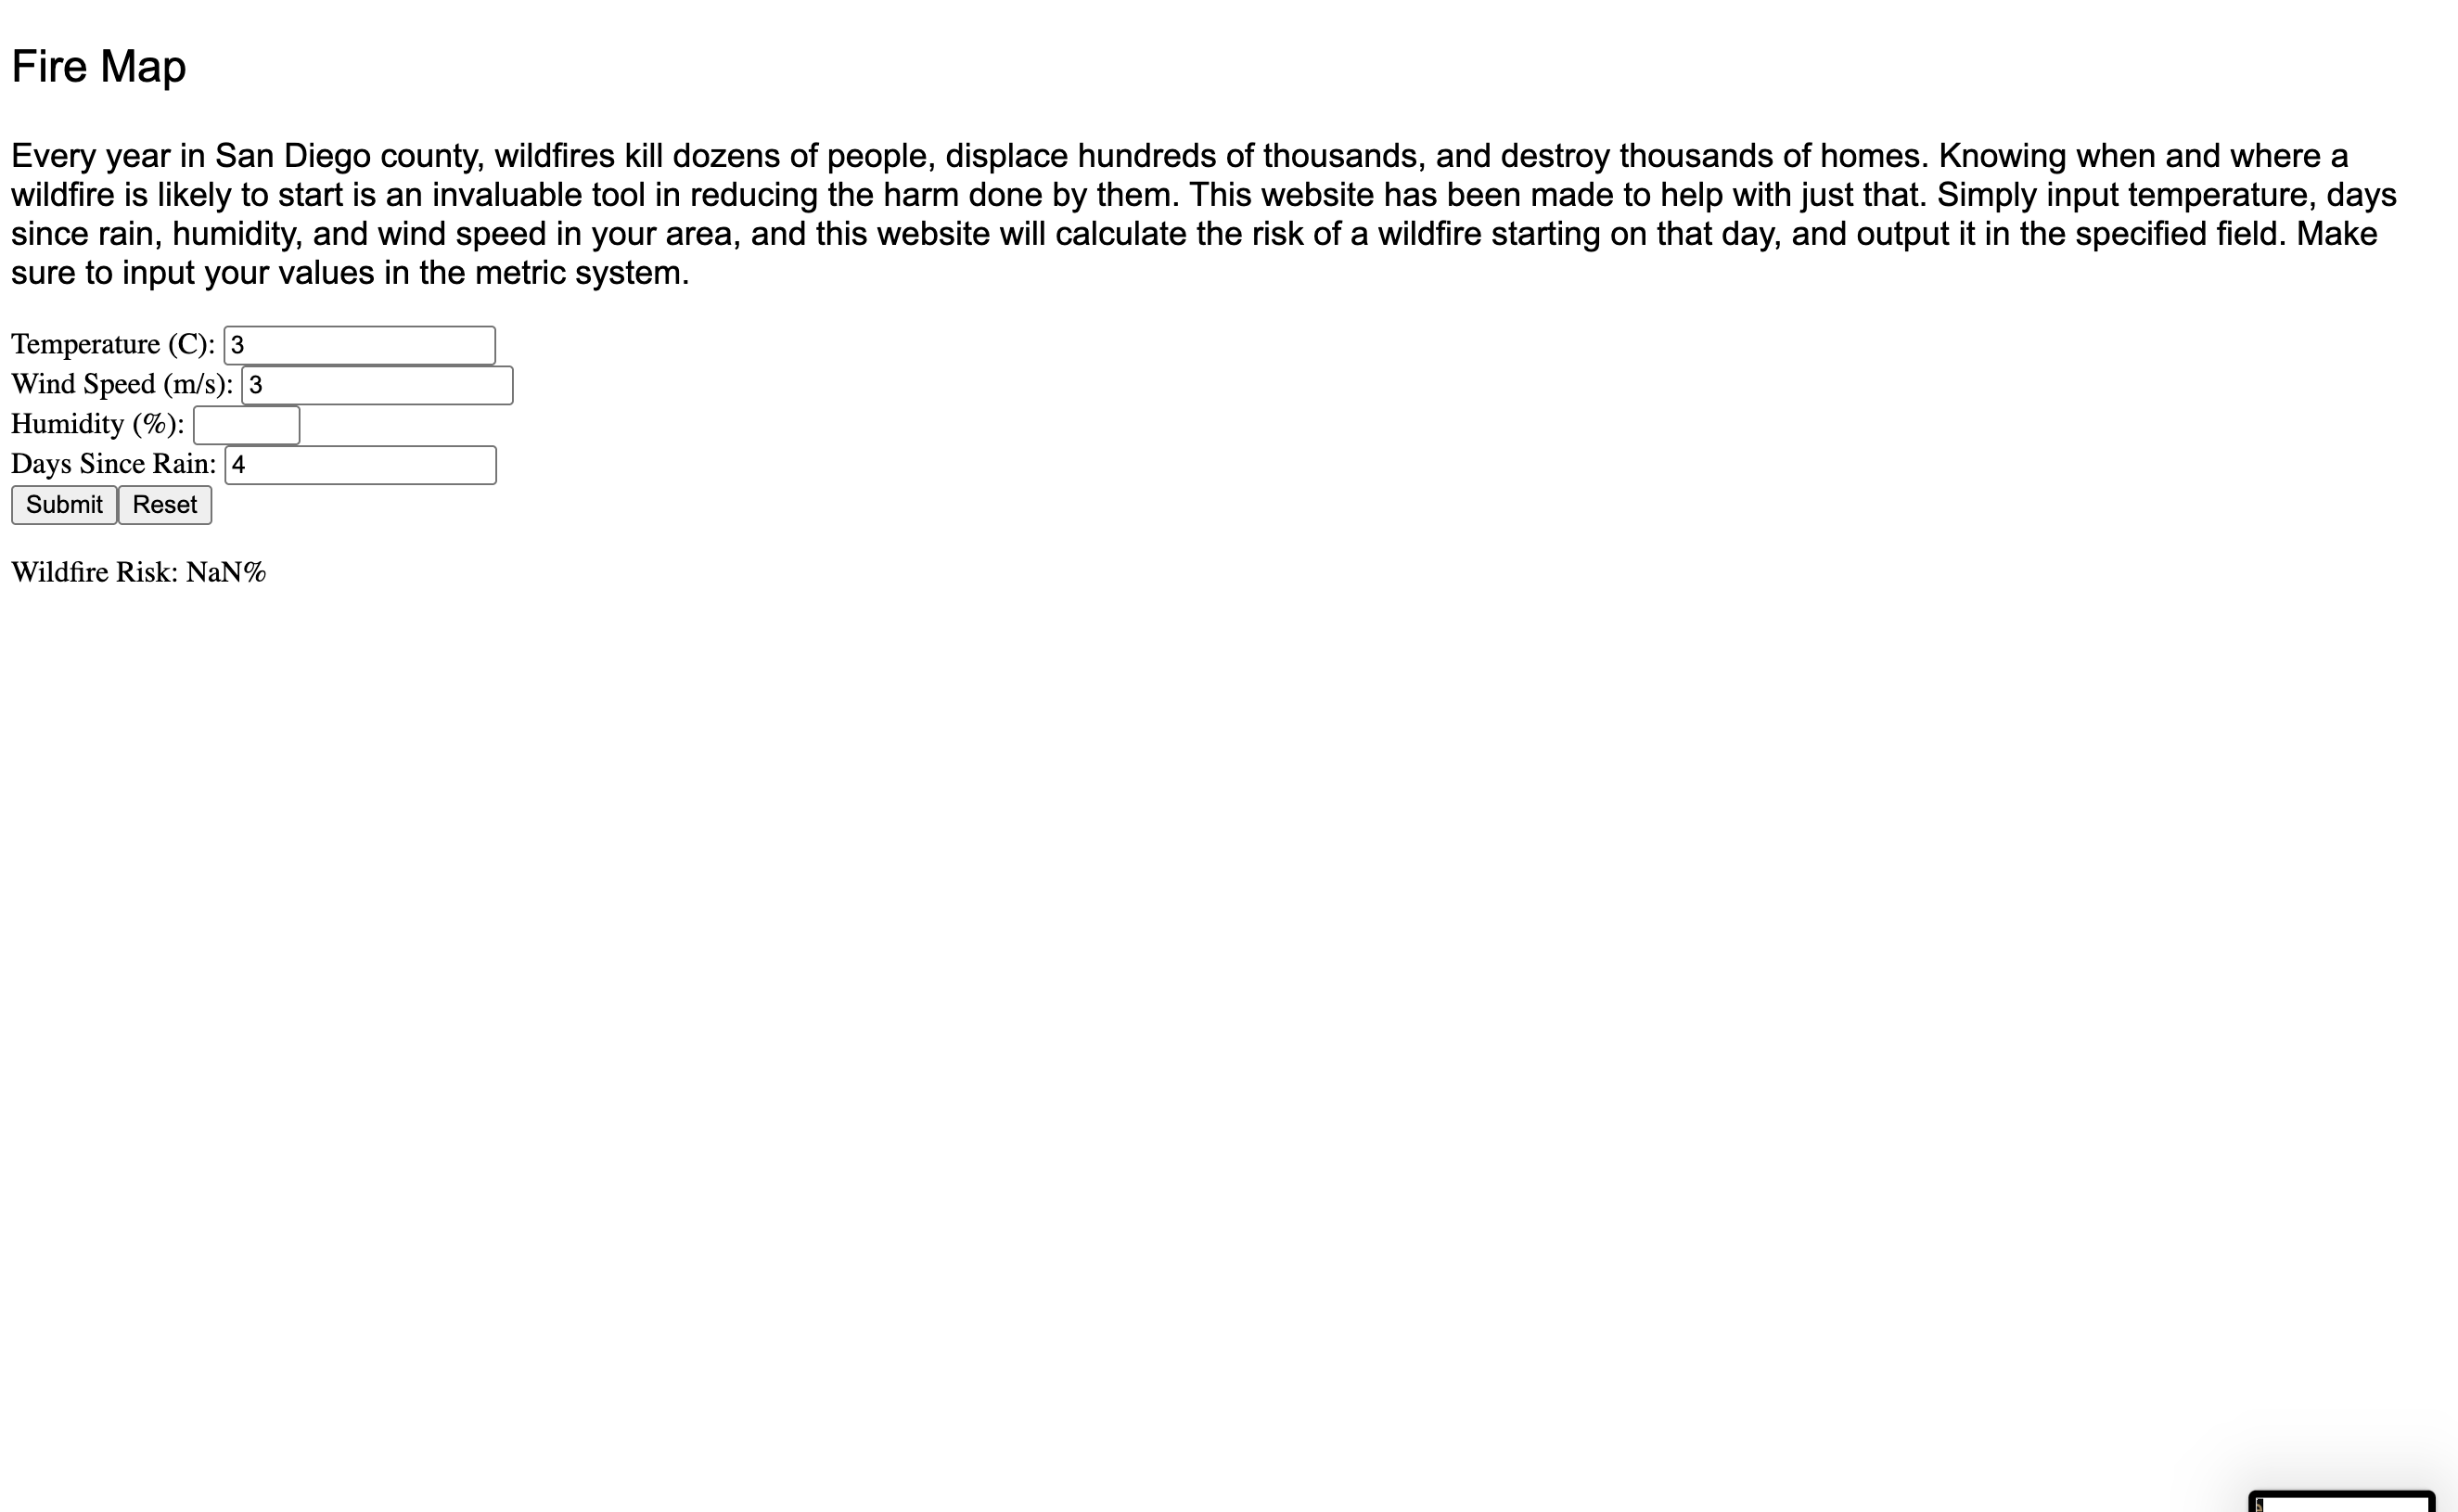 Fire Map
Every year in San Diego county, wildfires kill dozens of people, displace hundreds of thousands, and destroy thousands of homes. Knowing when and where a
wildfire is likely to start is an invaluable tool in reducing the harm done by them. This website has been made to help with just that. Simply input temperature, days
since rain, humidity, and wind speed in your area, and this website will calculate the risk of a wildfire starting on that day, and output it in the specified field. Make
sure to input your values in the metric system.
Temperature (C): 3
Wind Speed (m/s): 3
Humidity (%):
Days Since Rain: 4
Submit Reset
Wildfire Risk: NaN%